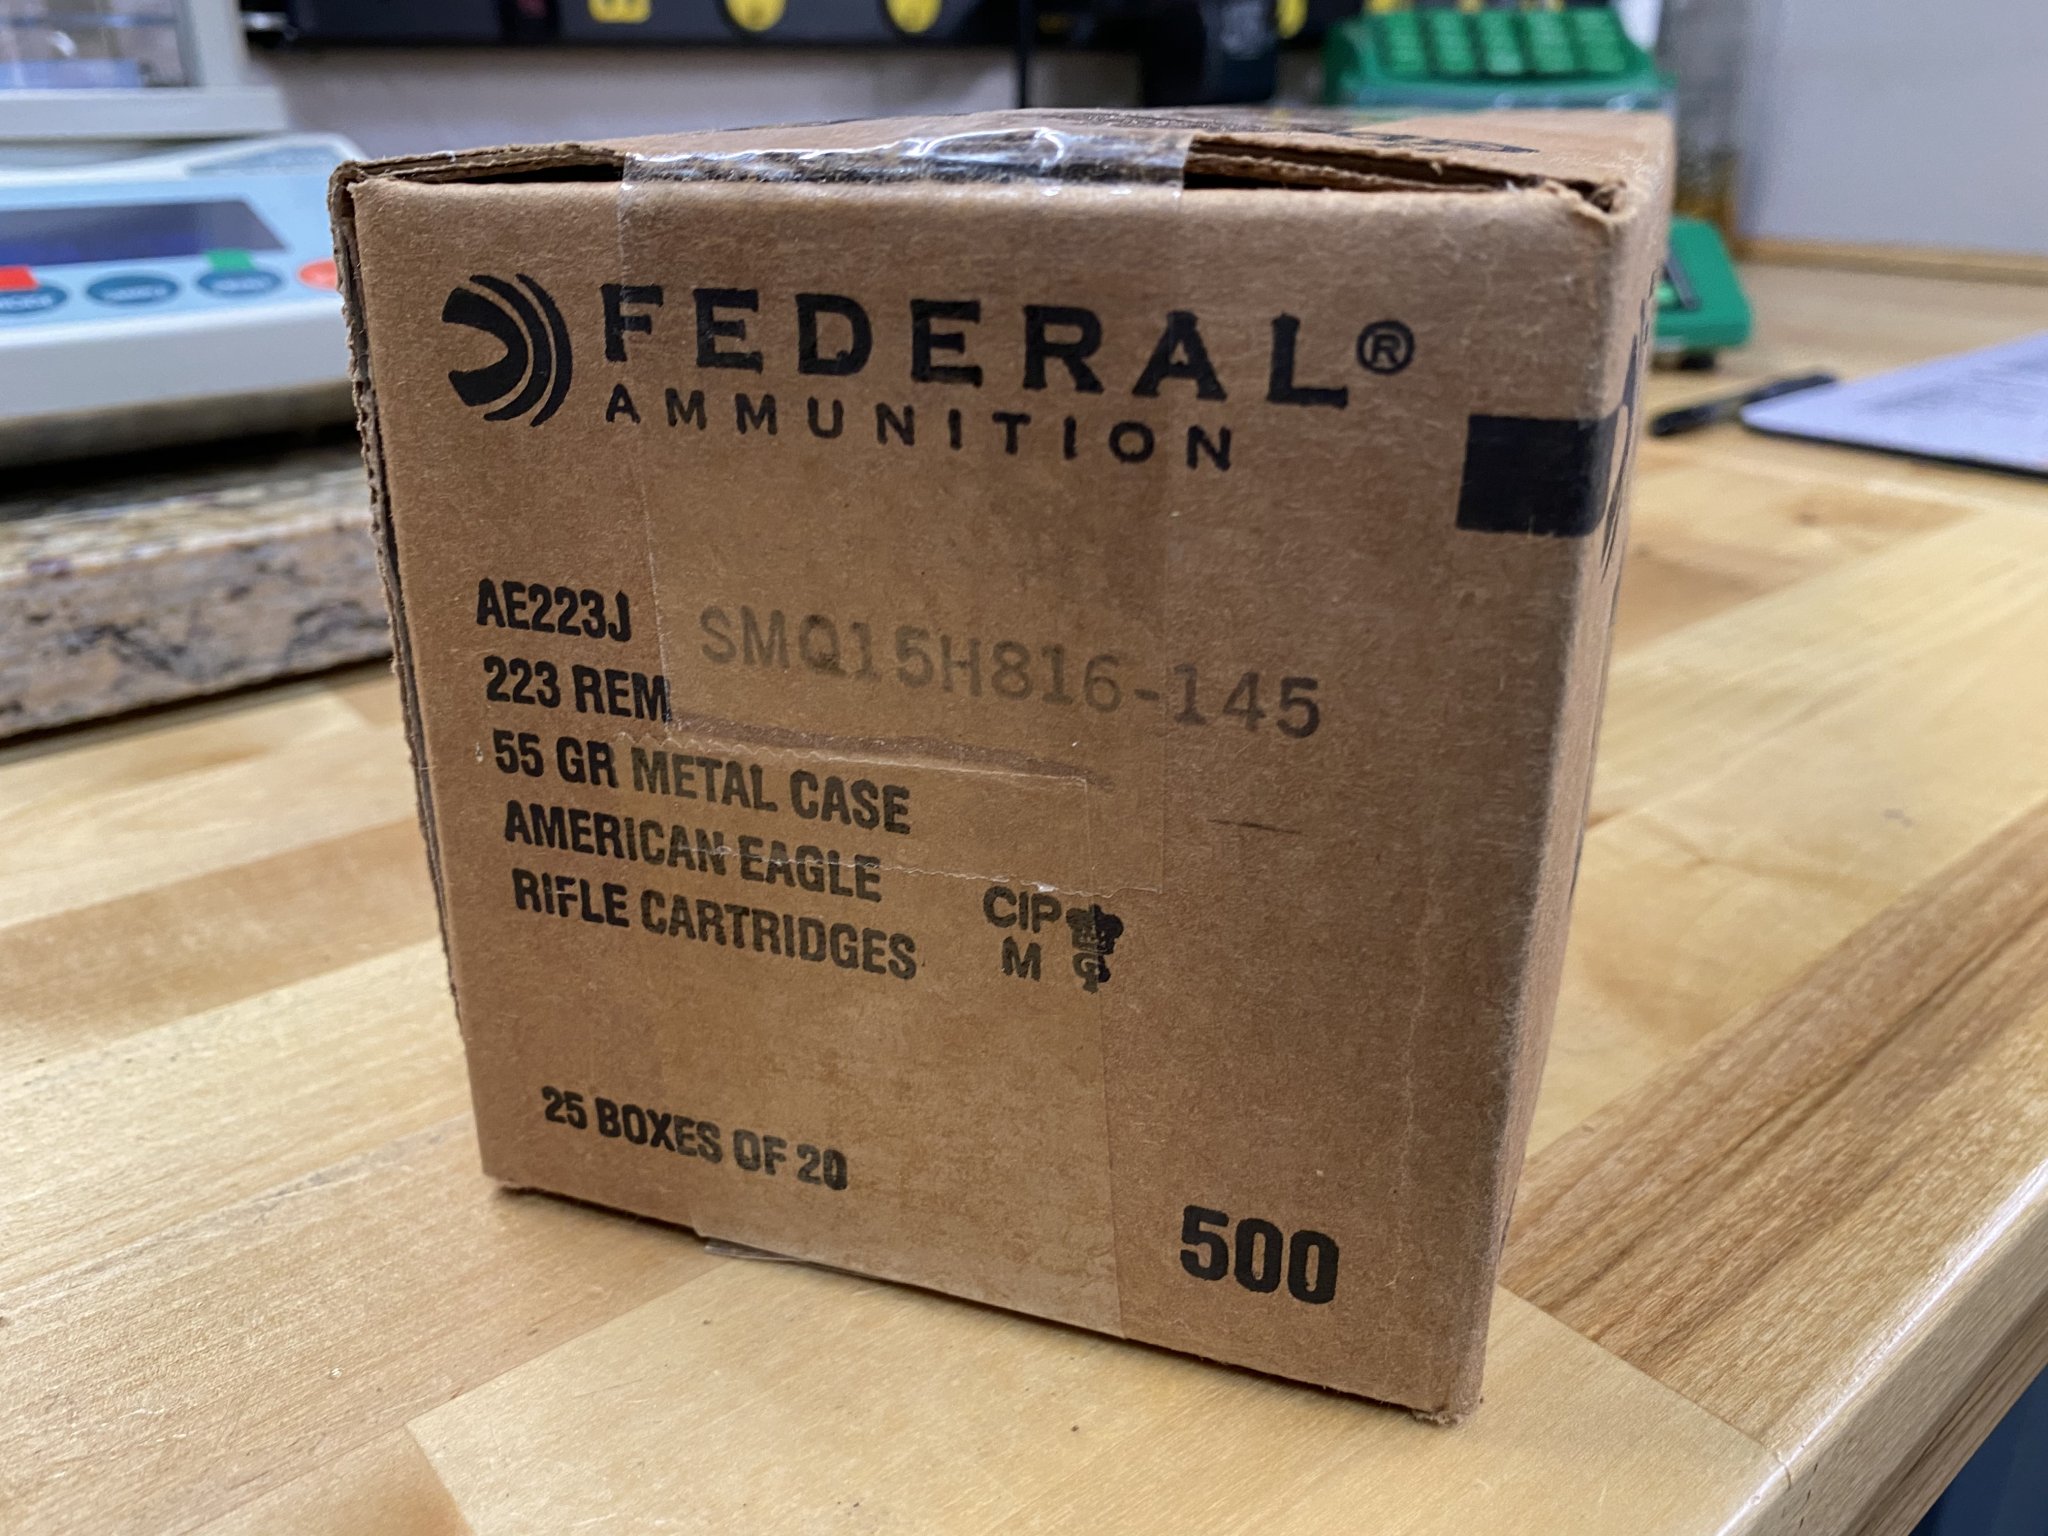 FEDERAL®
AMMUNITION
AE223J
SMQ15H816-145
223 REM
55 GR METAL CASE
AMERICAN EAGLE
RIFLE CARTRIDGES
CIP
M
25 BOXES OF 20
500